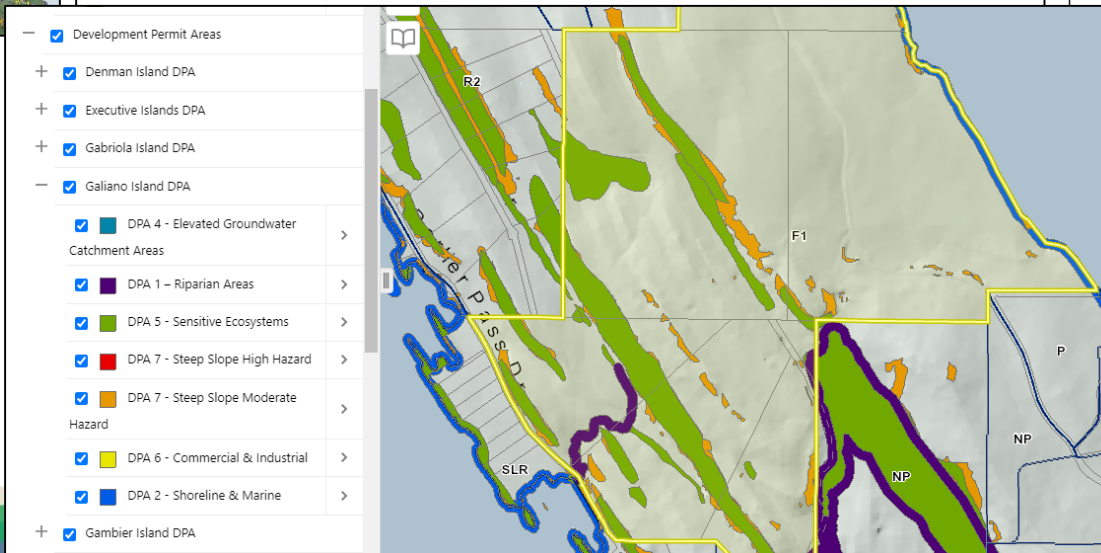 Development Permit Areas
Denman Island DPA
Executive Islands DPA
Gabriola Island DPA
Galiano Island DPA
DPA 4 - Elevated Groundwater
Catchment Areas
DPA 1 – Riparian Areas
DPA 5 - Sensitive Ecosystems
DPA 7 - Steep Slope High Hazard
DPA 7 - Steep Slope Moderate
Hazard
DPA 6 - Commercial & Industrial
DPA 2 - Shoreline & Marine
Gambier Island DPA
R2
F1
Porlier Pass Dr
P
NP
NP
SLR